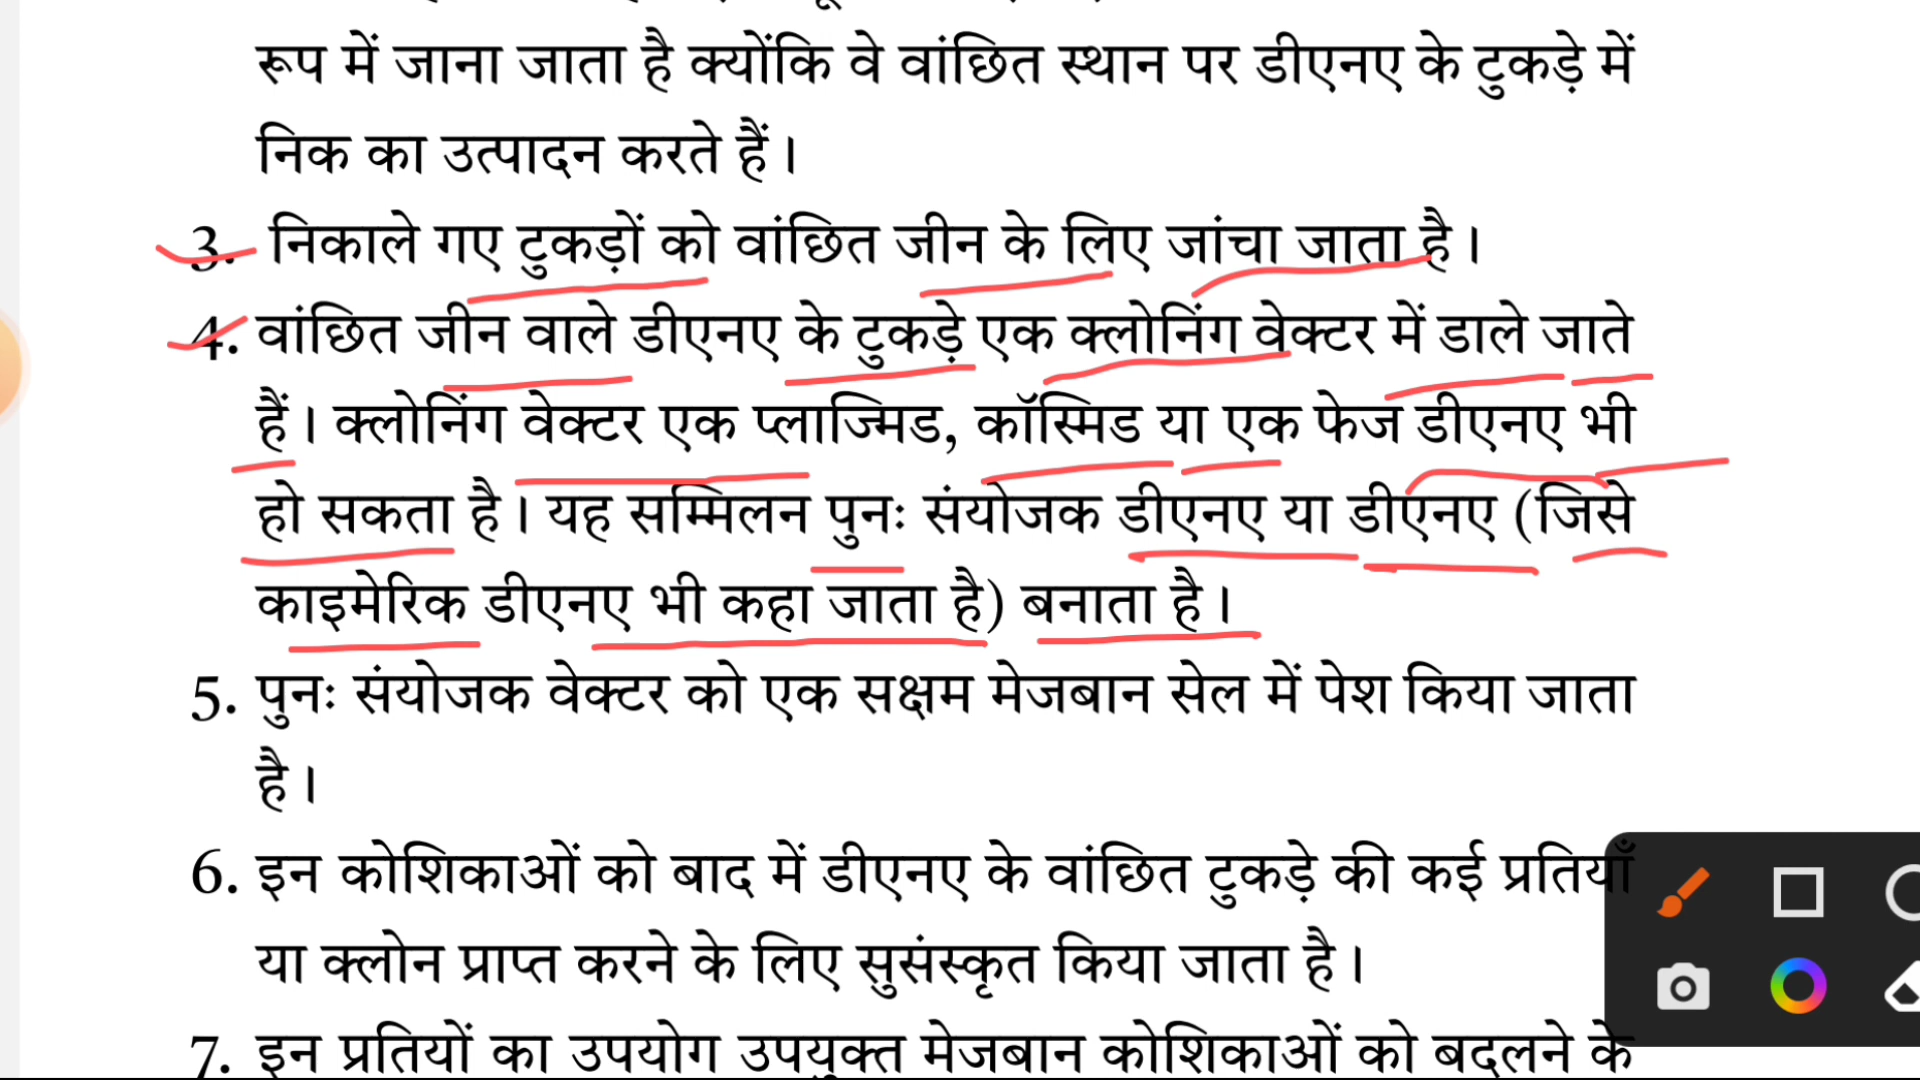 रूप में जाना जाता है क्योंकि वे वांछित स्थान पर डीएनए के टुकड़े में
निक का उत्पादन करते हैं।
3. निकाले गए टुकड़ों को वांछित जीन के लिए जांचा जाता है।
4. वांछित जीन वाले डीएनए के टुकड़े एक क्लोनिंग वेक्टर में डाले जाते
हैं। क्लोनिंग वेक्टर एक प्लाज्मिड, कॉस्मिड या एक फेज डीएनए भी
हो सकता है। यह सम्मिलन पुनः संयोजक डीएनए या डीएनए (जिसे
काइमेरिक डीएनए भी कहा जाता है) बनाता है।
5. पुनः संयोजक वेक्टर को एक सक्षम मेजबान सेल में पेश किया जाता
है।
6. इन कोशिकाओं को बाद में डीएनए के वांछित टुकड़े की कई प्रतियाँ
या क्लोन प्राप्त करने के लिए सुसंस्कृत किया जाता है।
7. इन प्रतियों का उपयोग उपयुक्त मेजबान कोशिकाओं को बदलने के